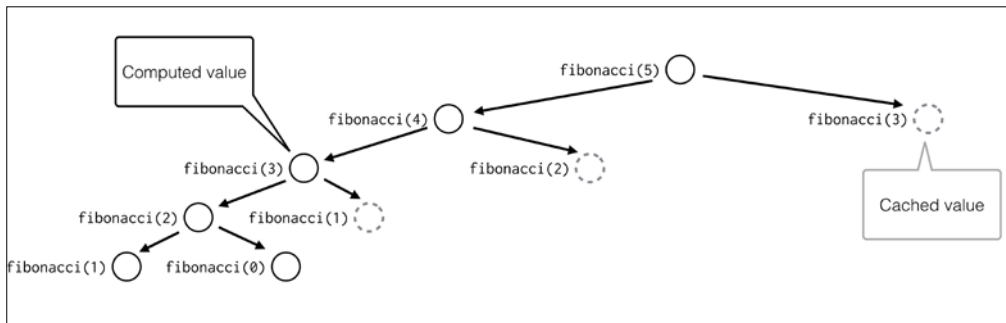 Computed value
fibonacci(5)
fibonacci(4)
fibonacci(3)
fibonacci(3)
fibonacci(2)
fibonacci(2)
fibonacci(1)
Cached value
fibonacci(1)
fibonacci(0)